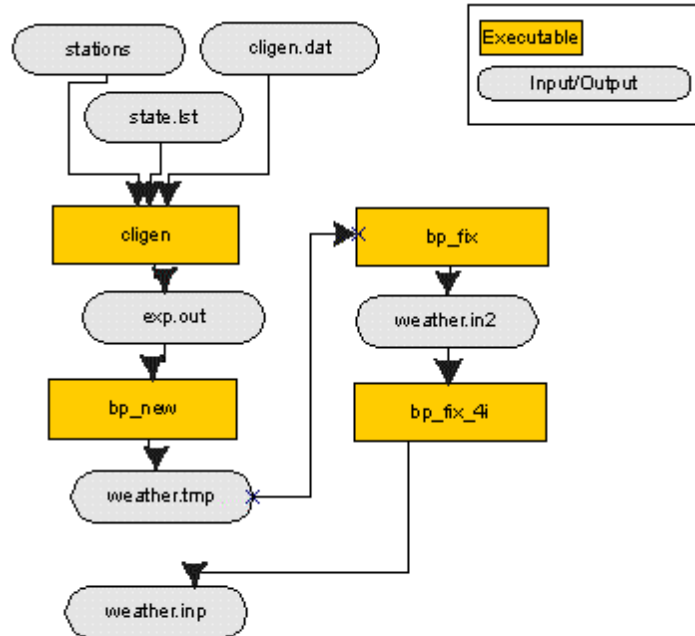 stations
cligen.dat
Executable
Input/Output
state.lst
cligen
bp_fix
exp.out
weather.in2
bp_new
bp_fix_4i
weather.tmp
weather.inp